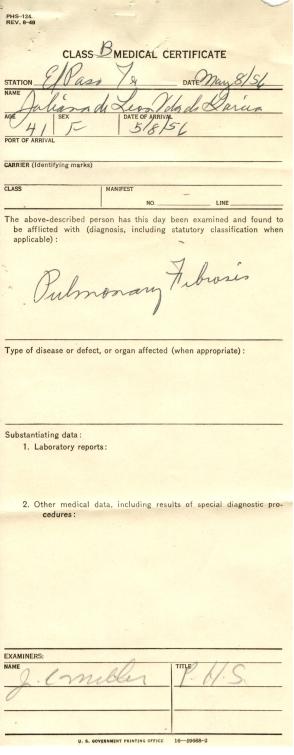 PHS-124
REV. 8-48
CLASS B MEDICAL CERTIFICATE
STATION El Paso Tx DATE May 8/56
NAME
Juliana de Leon Vda de Garcia
AGE SEX DATE OF ARRIVAL
41 F 5/8/56
PORT OF ARRIVAL
CARRIER (Identifying marks)
CLASS MANIFEST
NO. LINE
The above-described person has this day been examined and found to
be afflicted with (diagnosis, including statutory classification when
applicable):
Pulmonary Fibrosis
Type of disease or defect, or organ affected (when appropriate):
Substantiating data:
1. Laboratory reports:
2. Other medical data, including results of special diagnostic pro-
cedures:
EXAMINERS:
NAME TITLE
J. C. Miller P.H.S.
U. S. GOVERNMENT PRINTING OFFICE 16—59668-2